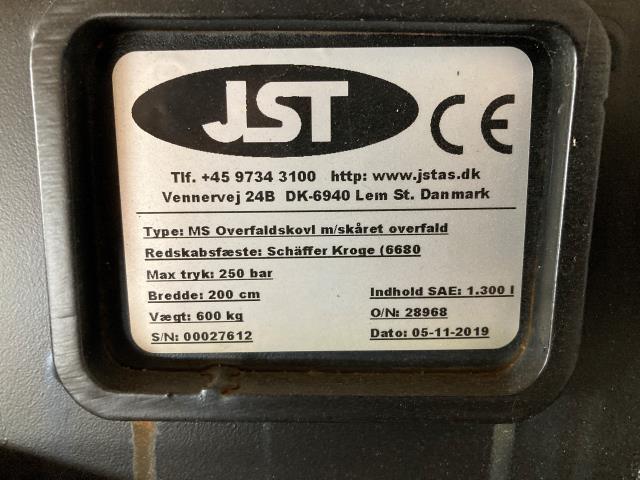 JST CE
Tlf. +45 9734 3100 http: www.jstas.dk
Vennervej 24B DK-6940 Lem St. Danmark
Type: MS Overfaldskovl m/skåret overfald
Redskabsfæste: Schäffer Kroge (6680
Max tryk: 250 bar
Bredde: 200 cm Indhold SAE: 1.300 l
Vægt: 600 kg O/N: 28968
S/N: 00027612 Dato: 05-11-2019